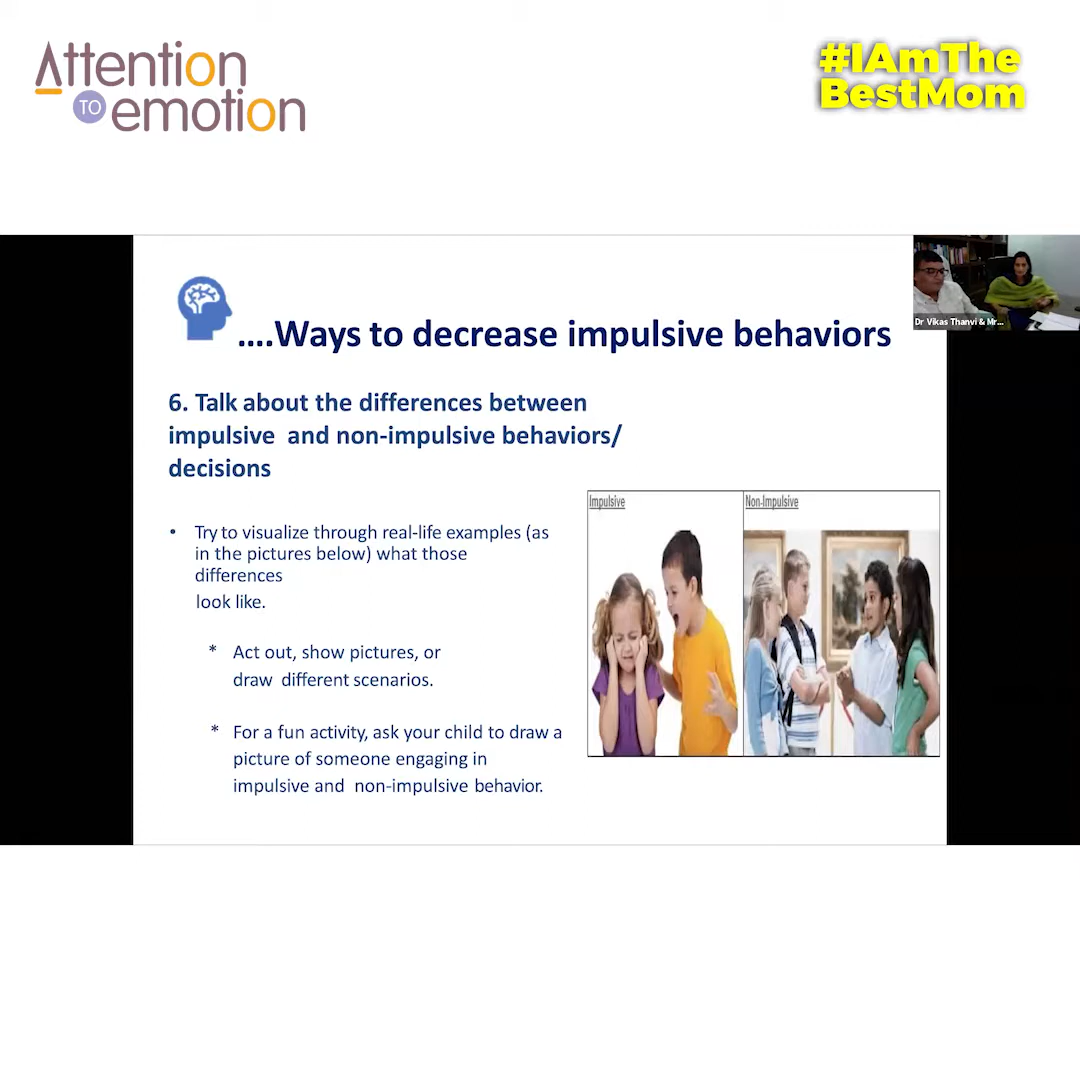 Attention
TO emotion
#IAmThe
BestMom
Dr Vikas Thanvi & Mr...
....Ways to decrease impulsive behaviors
6. Talk about the differences between
impulsive and non-impulsive behaviors/
decisions
• Try to visualize through real-life examples (as
in the pictures below) what those
differences
look like.
* Act out, show pictures, or
draw different scenarios.
* For a fun activity, ask your child to draw a
picture of someone engaging in
impulsive and non-impulsive behavior.
Impulsive
Non-Impulsive